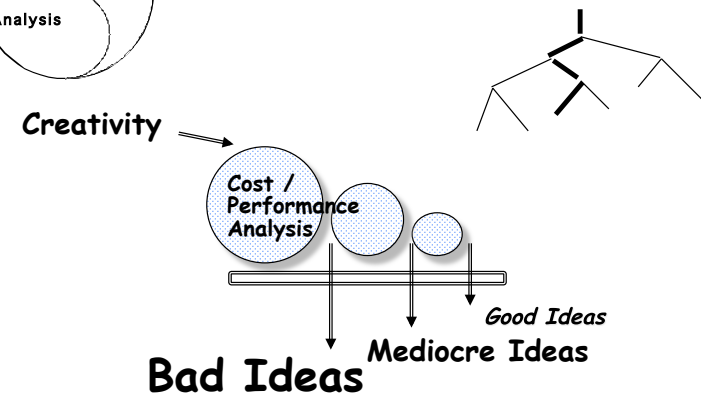 Analysis
Creativity
Cost /
Performance
Analysis
Good Ideas
Mediocre Ideas
Bad Ideas